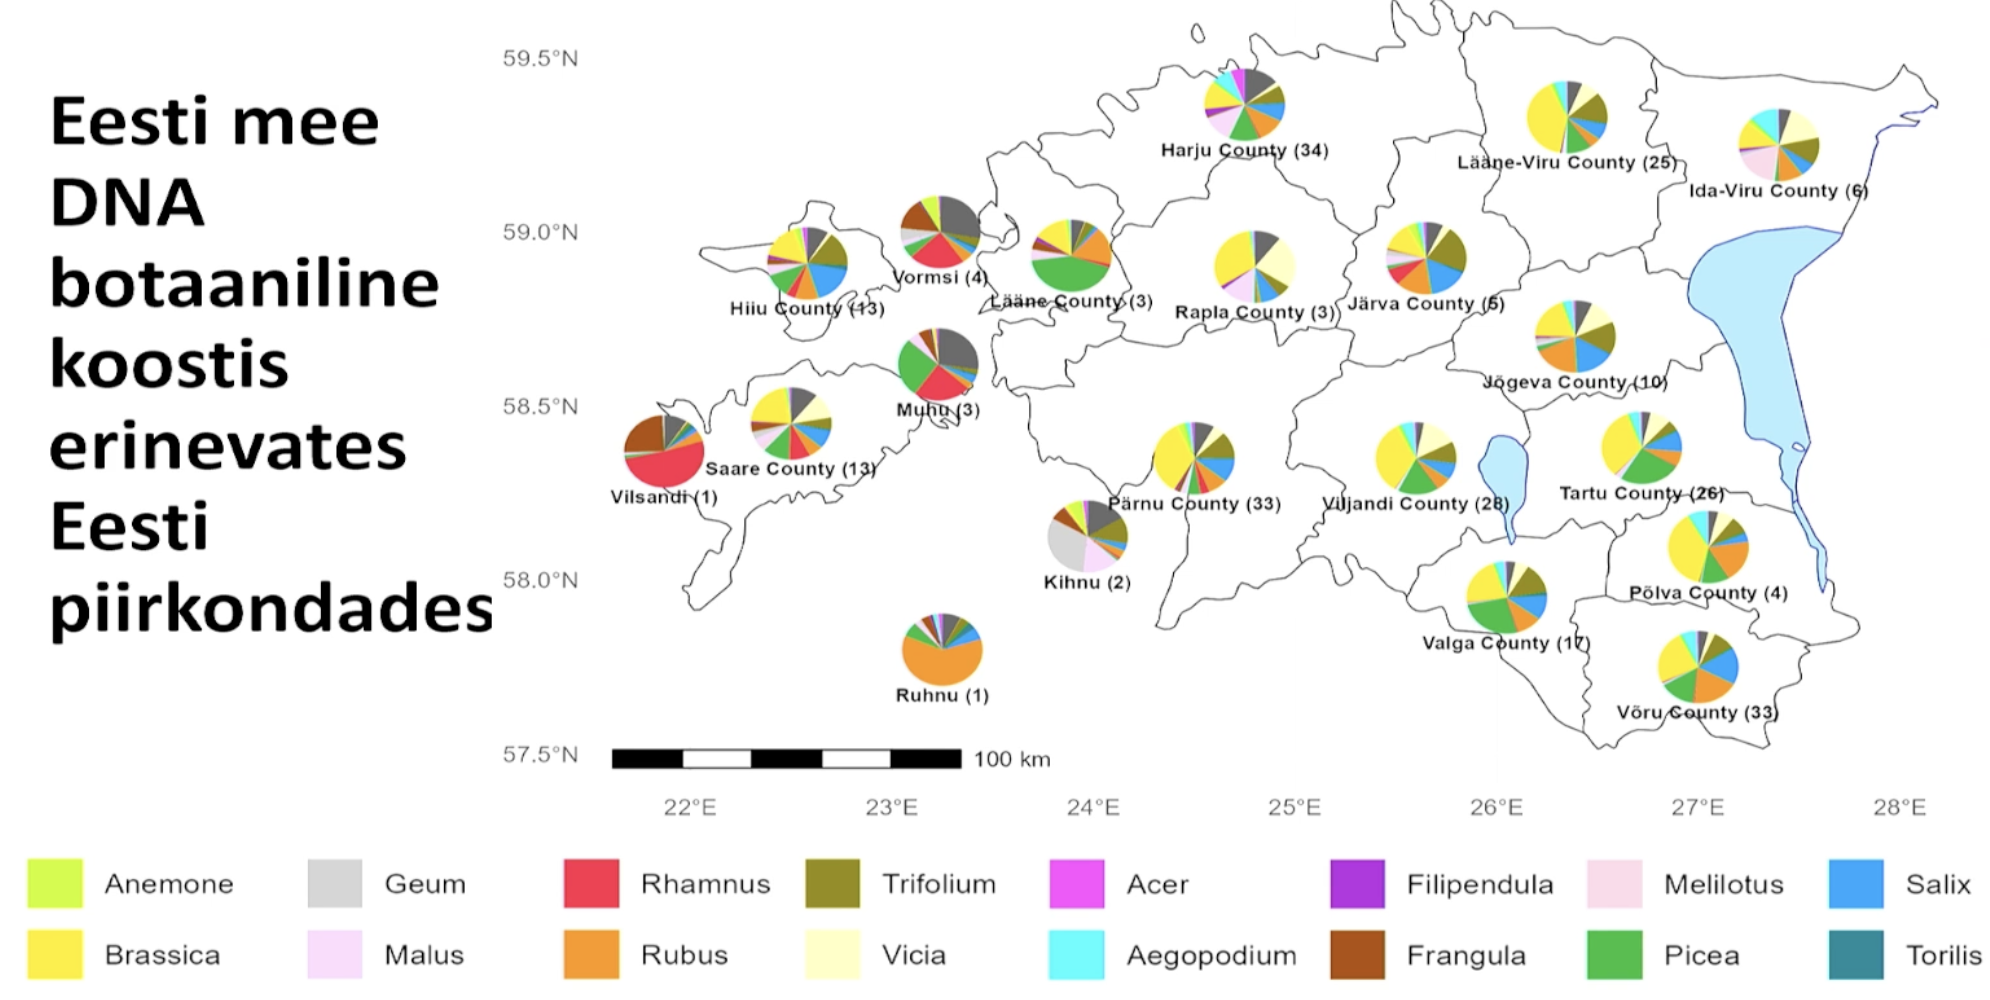 Eesti mee
DNA
botaaniline
koostis
erinevates
Eesti
piirkondades
59.5°N
59.0°N
58.5°N
58.0°N
57.5°N
Harju County (34)
Lääne-Viru County (25)
Ida-Viru County (6)
Vormsi (4)
Hiiu County (13)
Lääne County (3)
Rapla County (3)
Järva County (5)
Jõgeva County (10)
Muhu (3)
Saare County (13)
Vilsandi (1)
Pärnu County (33)
Viljandi County (28)
Tartu County (26)
Kihnu (2)
Põlva County (4)
Valga County (17)
Ruhnu (1)
Võru County (33)
100 km
22°E 23°E 24°E 25°E 26°E 27°E 28°E
Anemone Geum Rhamnus Trifolium Acer Filipendula Melilotus Salix
Brassica Malus Rubus Vicia Aegopodium Frangula Picea Torilis